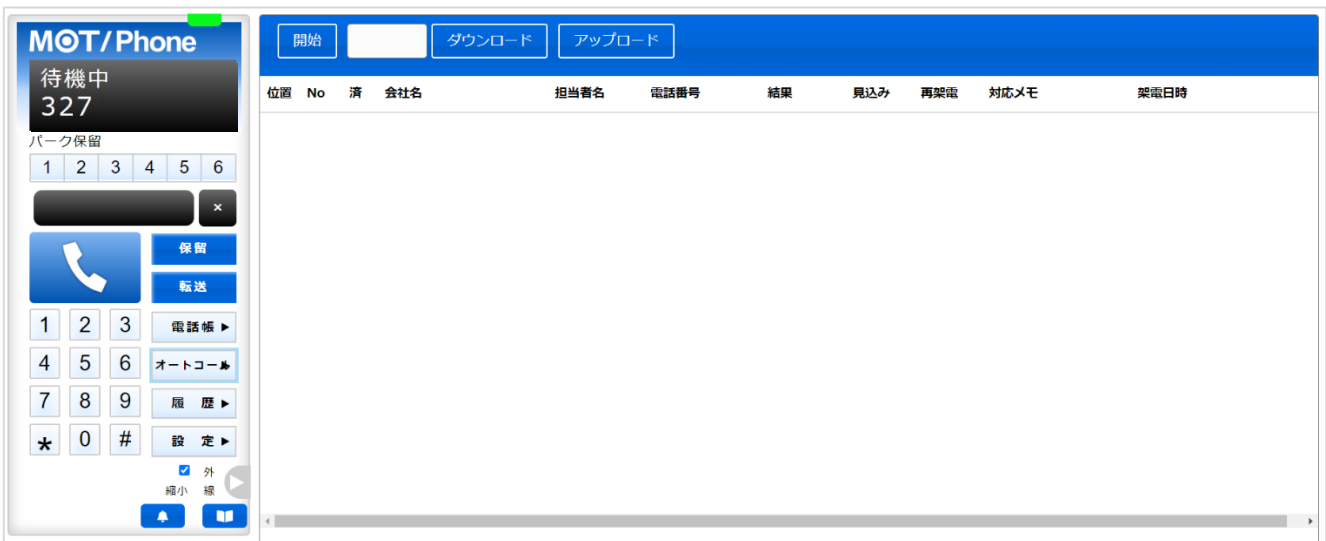 MOT/Phone
待機中
327
パーク保留
1 2 3 4 5 6
×
保留
転送
1 2 3 電話帳 ▶
4 5 6 オートコール
7 8 9 履 歴 ▶
* 0 # 設 定 ▶
外
縮小 線
開始 ダウンロード アップロード
位置 No 済 会社名 担当者名 電話番号 結果 見込み 再架電 対応メモ 架電日時